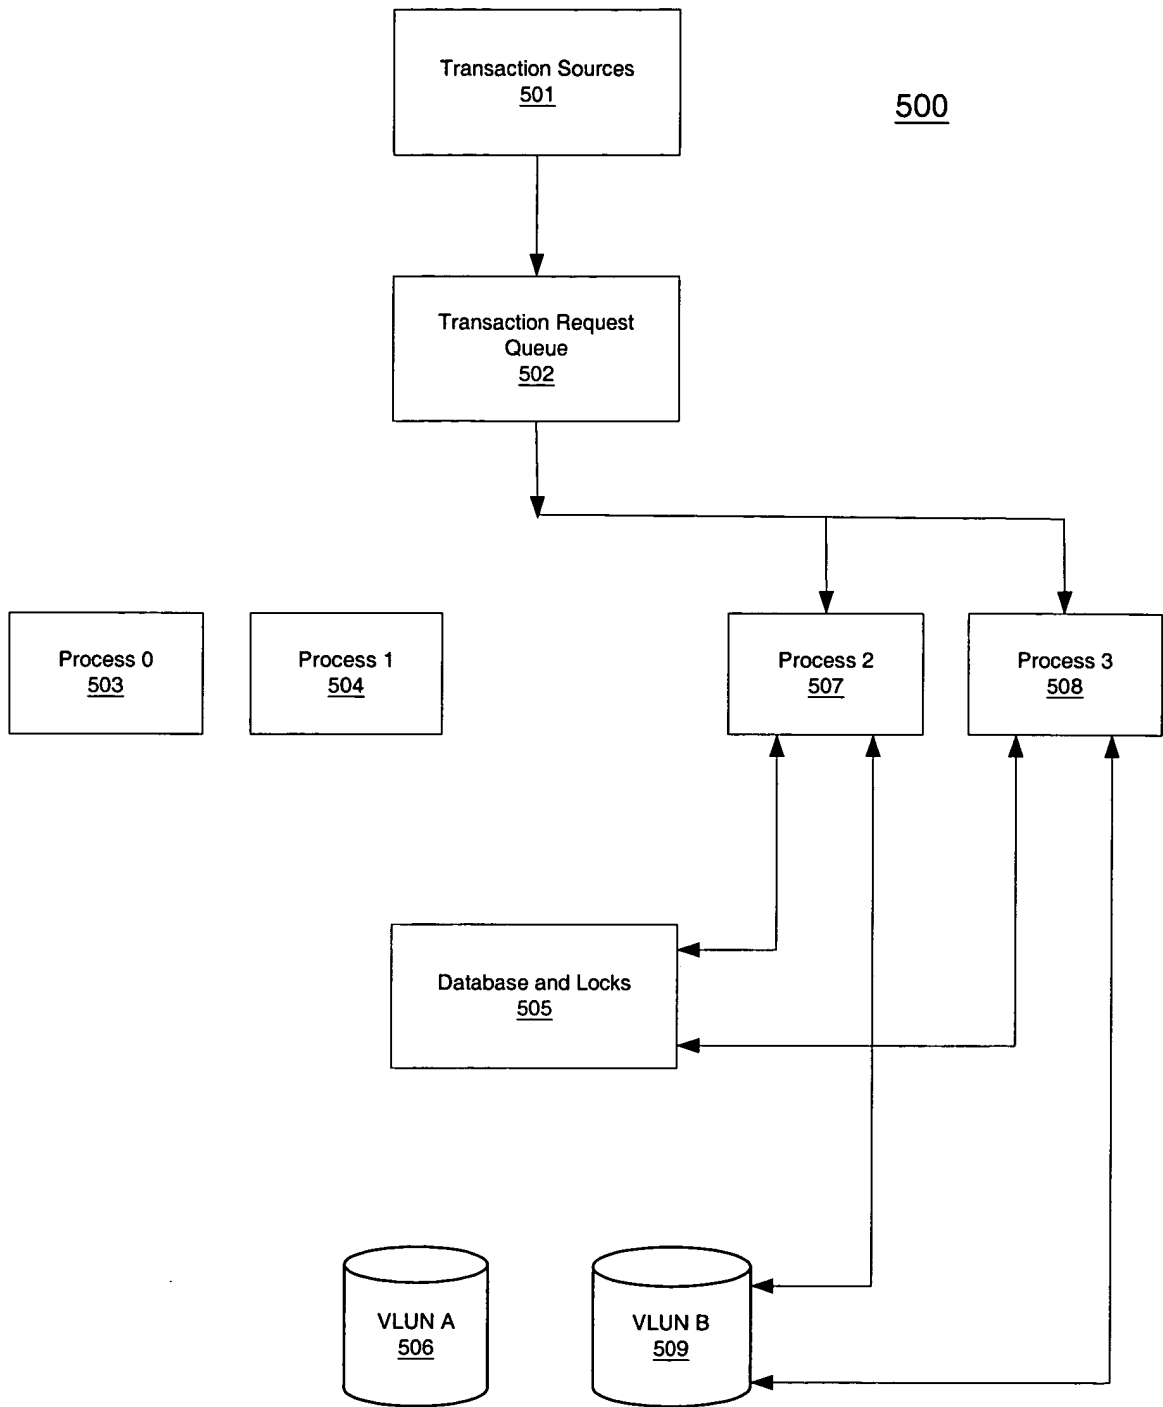 Transaction Sources
501
500
Transaction Request
Queue
502
Process 0
503
Process 1
504
Process 2
507
Process 3
508
Database and Locks
505
VLUN A
506
VLUN B
509